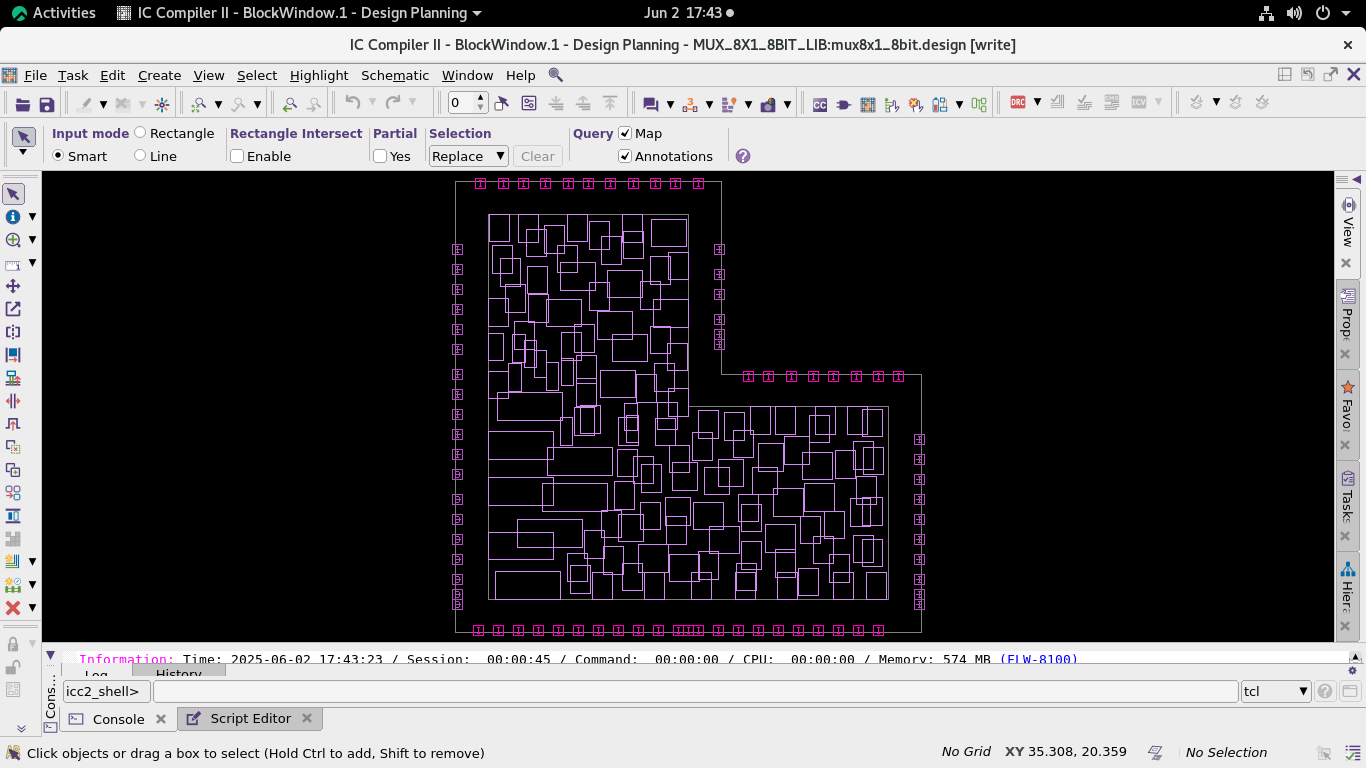 Activities
IC Compiler II - BlockWindow.1 - Design Planning
Jun 2 17:43
IC Compiler II - BlockWindow.1 - Design Planning - MUX_8X1_8BIT_LIB:mux8x1_8bit.design [write]
File Task Edit Create View Select Highlight Schematic Window Help
0
Input mode Rectangle Rectangle Intersect Partial Selection Query Map
Smart Line Enable Yes Replace Clear Annotations
View
Prope
Favo
Tasks
Hiera
Information: Time: 2025-06-02 17:43:23 / Session: 00:00:45 / Command: 00:00:00 / CPU: 00:00:00 / Memory: 574 MB (FLW-8100)
Log History
Cons...
icc2_shell> tcl
Console Script Editor
Click objects or drag a box to select (Hold Ctrl to add, Shift to remove) No Grid XY 35.308, 20.359 No Selection